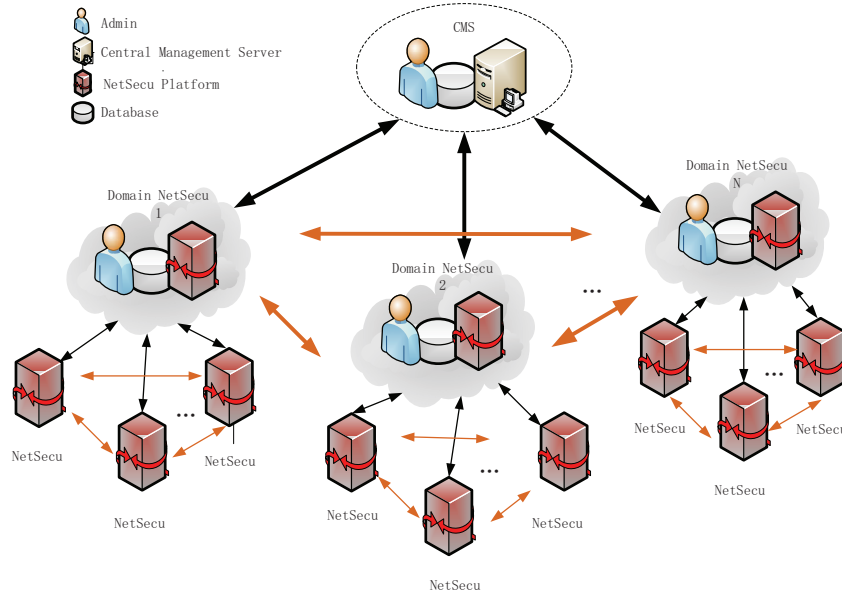 Admin
Central Management Server
NetSecu Platform
Database
CMS
Domain NetSecu
1
Domain NetSecu
2
...
Domain NetSecu
N
...
NetSecu
NetSecu
NetSecu
...
NetSecu
NetSecu
NetSecu
...
NetSecu
NetSecu
NetSecu